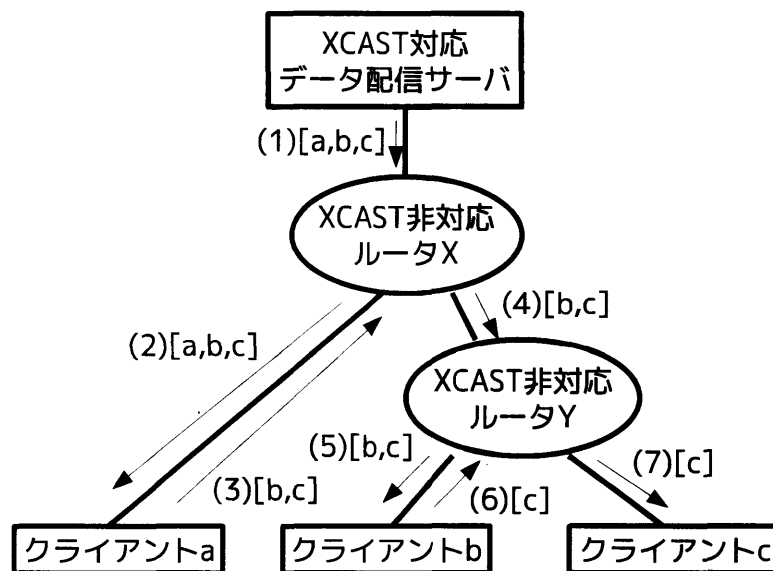 XCAST対応
データ配信サーバ
(1)[a,b,c]
XCAST非対応
ルータX
(2)[a,b,c]
(4)[b,c]
XCAST非対応
ルータY
(3)[b,c]
(5)[b,c]
(6)[c]
(7)[c]
クライアントa
クライアントb
クライアントc